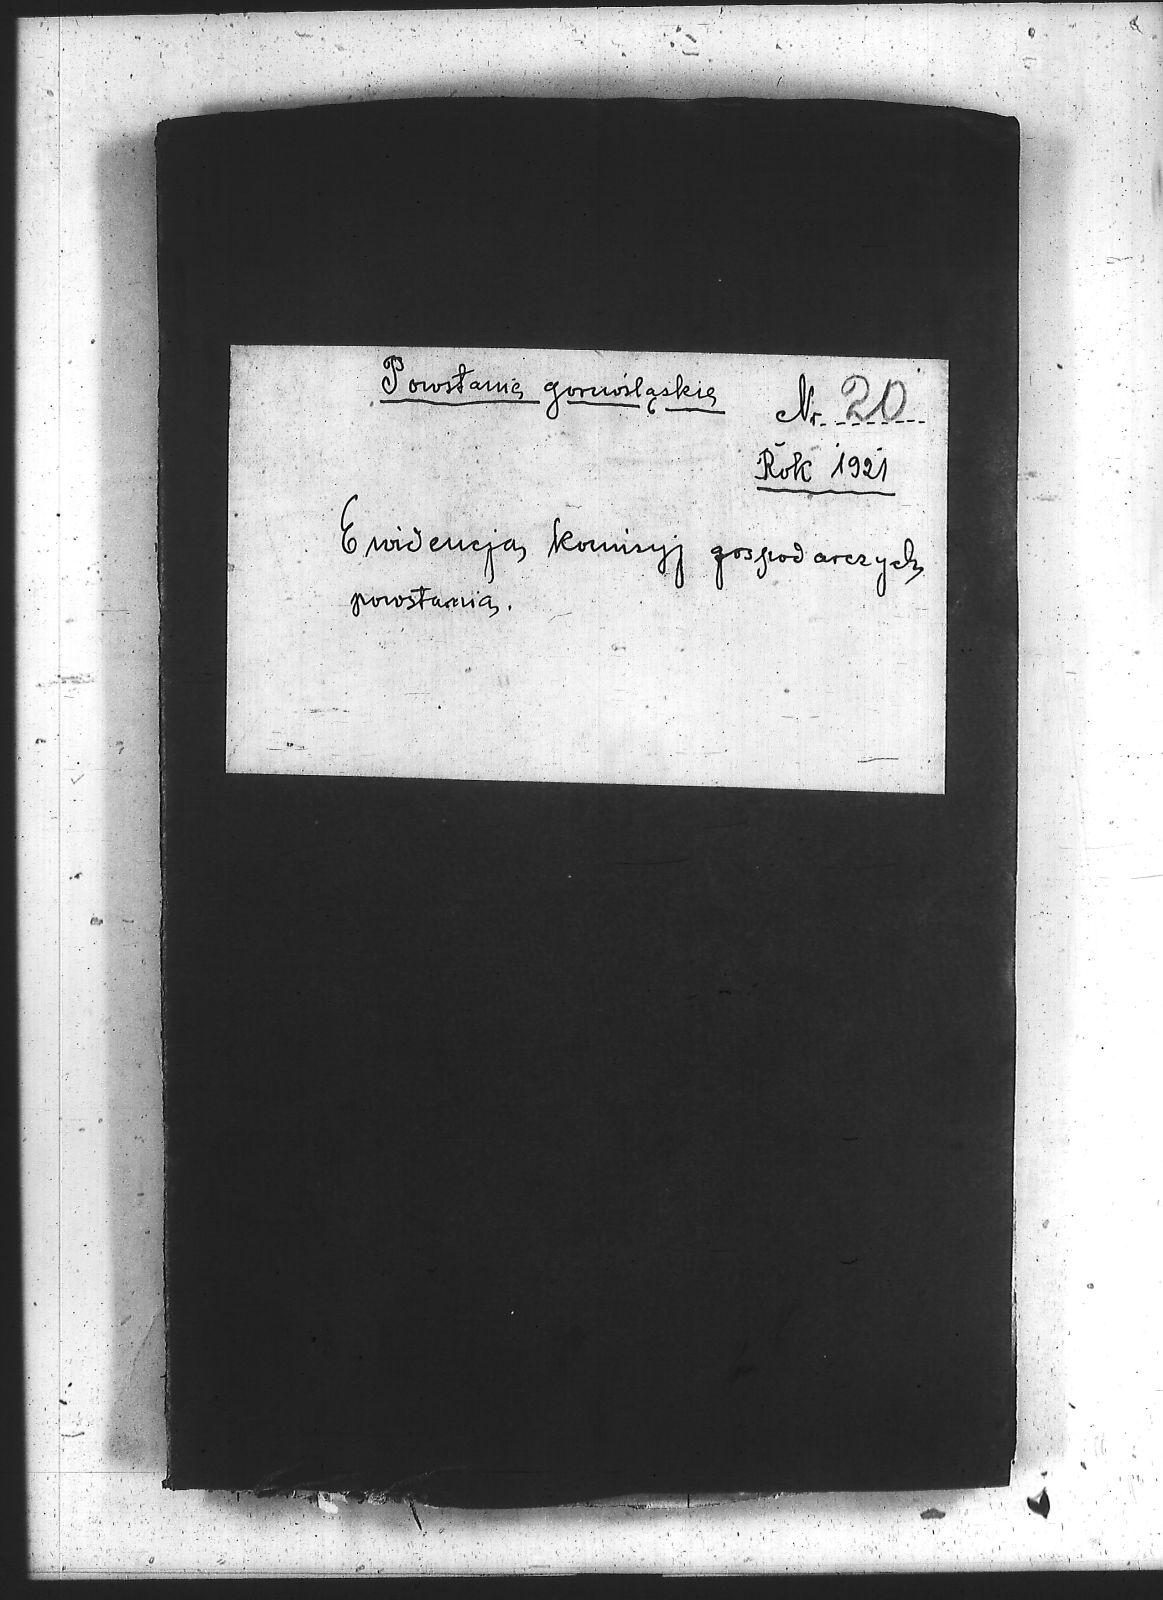 Powstanie górnośląskie
Nr. 20
Rok 1921
Ewidencja komisyj gospodarczych
powstania.